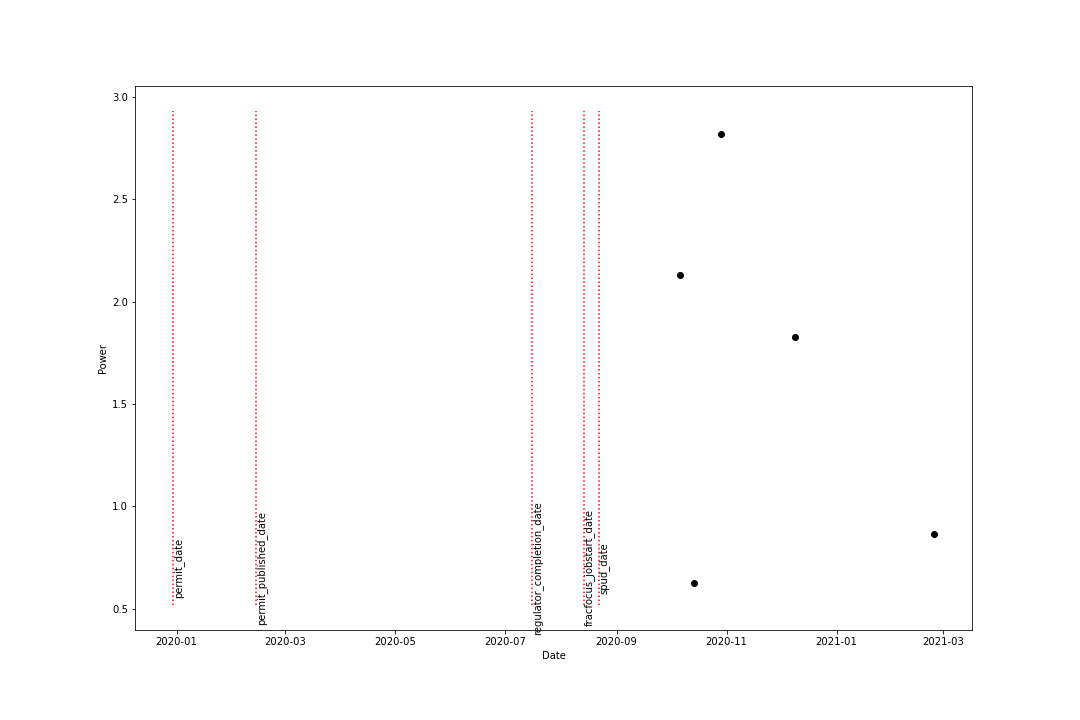 3.0
2.5
2.0
1.5
1.0
0.5
Power
permit_date
permit_published_date
regulator_completion_date
fracfocus_jobstart_date
spud_date
2020-01 2020-03 2020-05 2020-07 2020-09 2020-11 2021-01 2021-03
Date